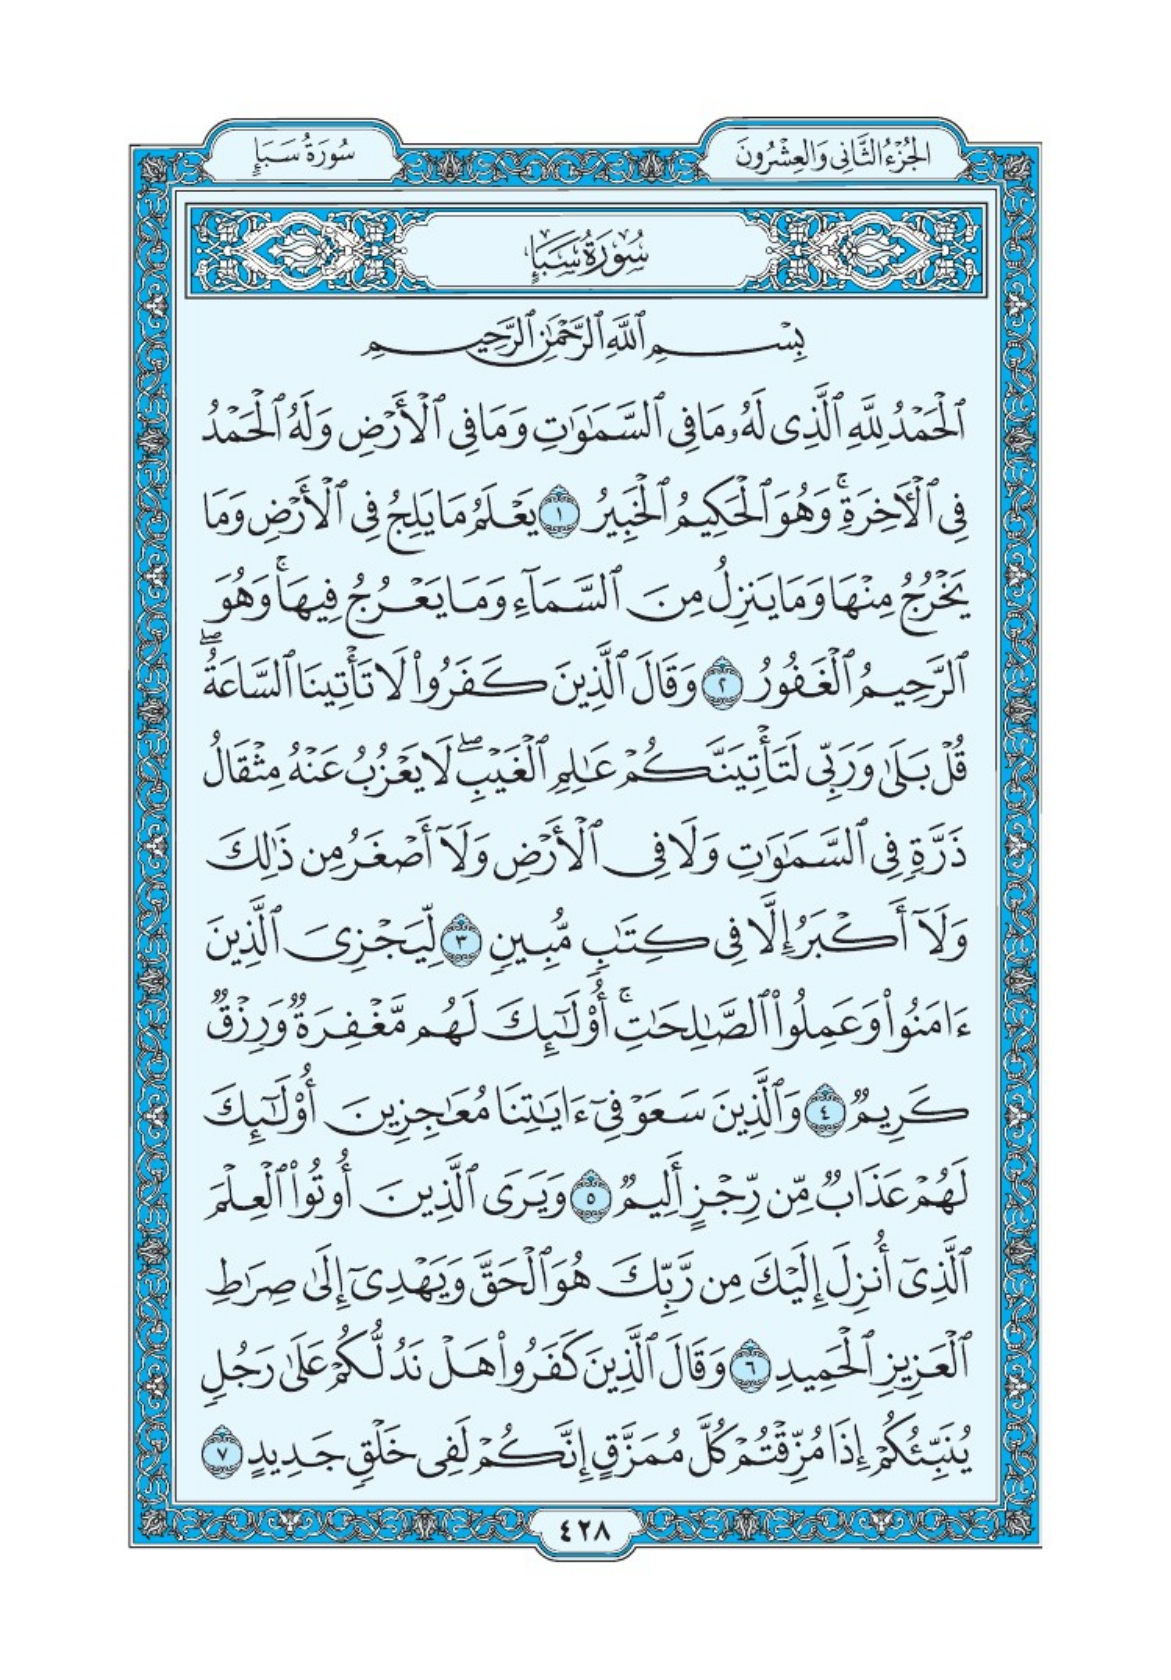 الجُزْءُ الثَّانِي وَالعِشْرُونَ
سُورَةُ سَبَإٍ
سُورَةُ سَبَإٍ
بِسْمِ ٱللَّهِ ٱلرَّحْمَٰنِ ٱلرَّحِيمِ
ٱلْحَمْدُ لِلَّهِ ٱلَّذِى لَهُۥ مَا فِى ٱلسَّمَٰوَٰتِ وَمَا فِى ٱلْأَرْضِ وَلَهُ ٱلْحَمْدُ
فِى ٱلْأَخِرَةِ ۚ وَهُوَ ٱلْحَكِيمُ ٱلْخَبِيرُ ١ يَعْلَمُ مَا يَلِجُ فِى ٱلْأَرْضِ وَمَا
يَخْرُجُ مِنْهَا وَمَا يَنزِلُ مِنَ ٱلسَّمَآءِ وَمَا يَعْرُجُ فِيهَا ۚ وَهُوَ
ٱلرَّحِيمُ ٱلْغَفُورُ ٢ وَقَالَ ٱلَّذِينَ كَفَرُوا۟ لَا تَأْتِينَا ٱلسَّاعَةُ ۖ
قُلْ بَلَىٰ وَرَبِّى لَتَأْتِيَنَّكُمْ عَٰلِمِ ٱلْغَيْبِ ۖ لَا يَعْزُبُ عَنْهُ مِثْقَالُ
ذَرَّةٍ فِى ٱلسَّمَٰوَٰتِ وَلَا فِى ٱلْأَرْضِ وَلَآ أَصْغَرُ مِن ذَٰلِكَ
وَلَآ أَكْبَرُ إِلَّا فِى كِتَٰبٍ مُّبِينٍ ٣ لِّيَجْزِىَ ٱلَّذِينَ
ءَامَنُوا۟ وَعَمِلُوا۟ ٱلصَّٰلِحَٰتِ ۚ أُو۟لَٰٓئِكَ لَهُم مَّغْفِرَةٌ وَرِزْقٌ
كَرِيمٌ ٤ وَٱلَّذِينَ سَعَوْ فِىٓ ءَايَٰتِنَا مُعَٰجِزِينَ أُو۟لَٰٓئِكَ
لَهُمْ عَذَابٌ مِّن رِّجْزٍ أَلِيمٌ ٥ وَيَرَى ٱلَّذِينَ أُوتُوا۟ ٱلْعِلْمَ
ٱلَّذِىٓ أُنزِلَ إِلَيْكَ مِن رَّبِّكَ هُوَ ٱلْحَقَّ وَيَهْدِىٓ إِلَىٰ صِرَٰطِ
ٱلْعَزِيزِ ٱلْحَمِيدِ ٦ وَقَالَ ٱلَّذِينَ كَفَرُوا۟ هَلْ نَدُلُّكُمْ عَلَىٰ رَجُلٍ
يُنَبِّئُكُمْ إِذَا مُزِّقْتُمْ كُلَّ مُمَزَّقٍ إِنَّكُمْ لَفِى خَلْقٍ جَدِيدٍ ٧
٤٢٨